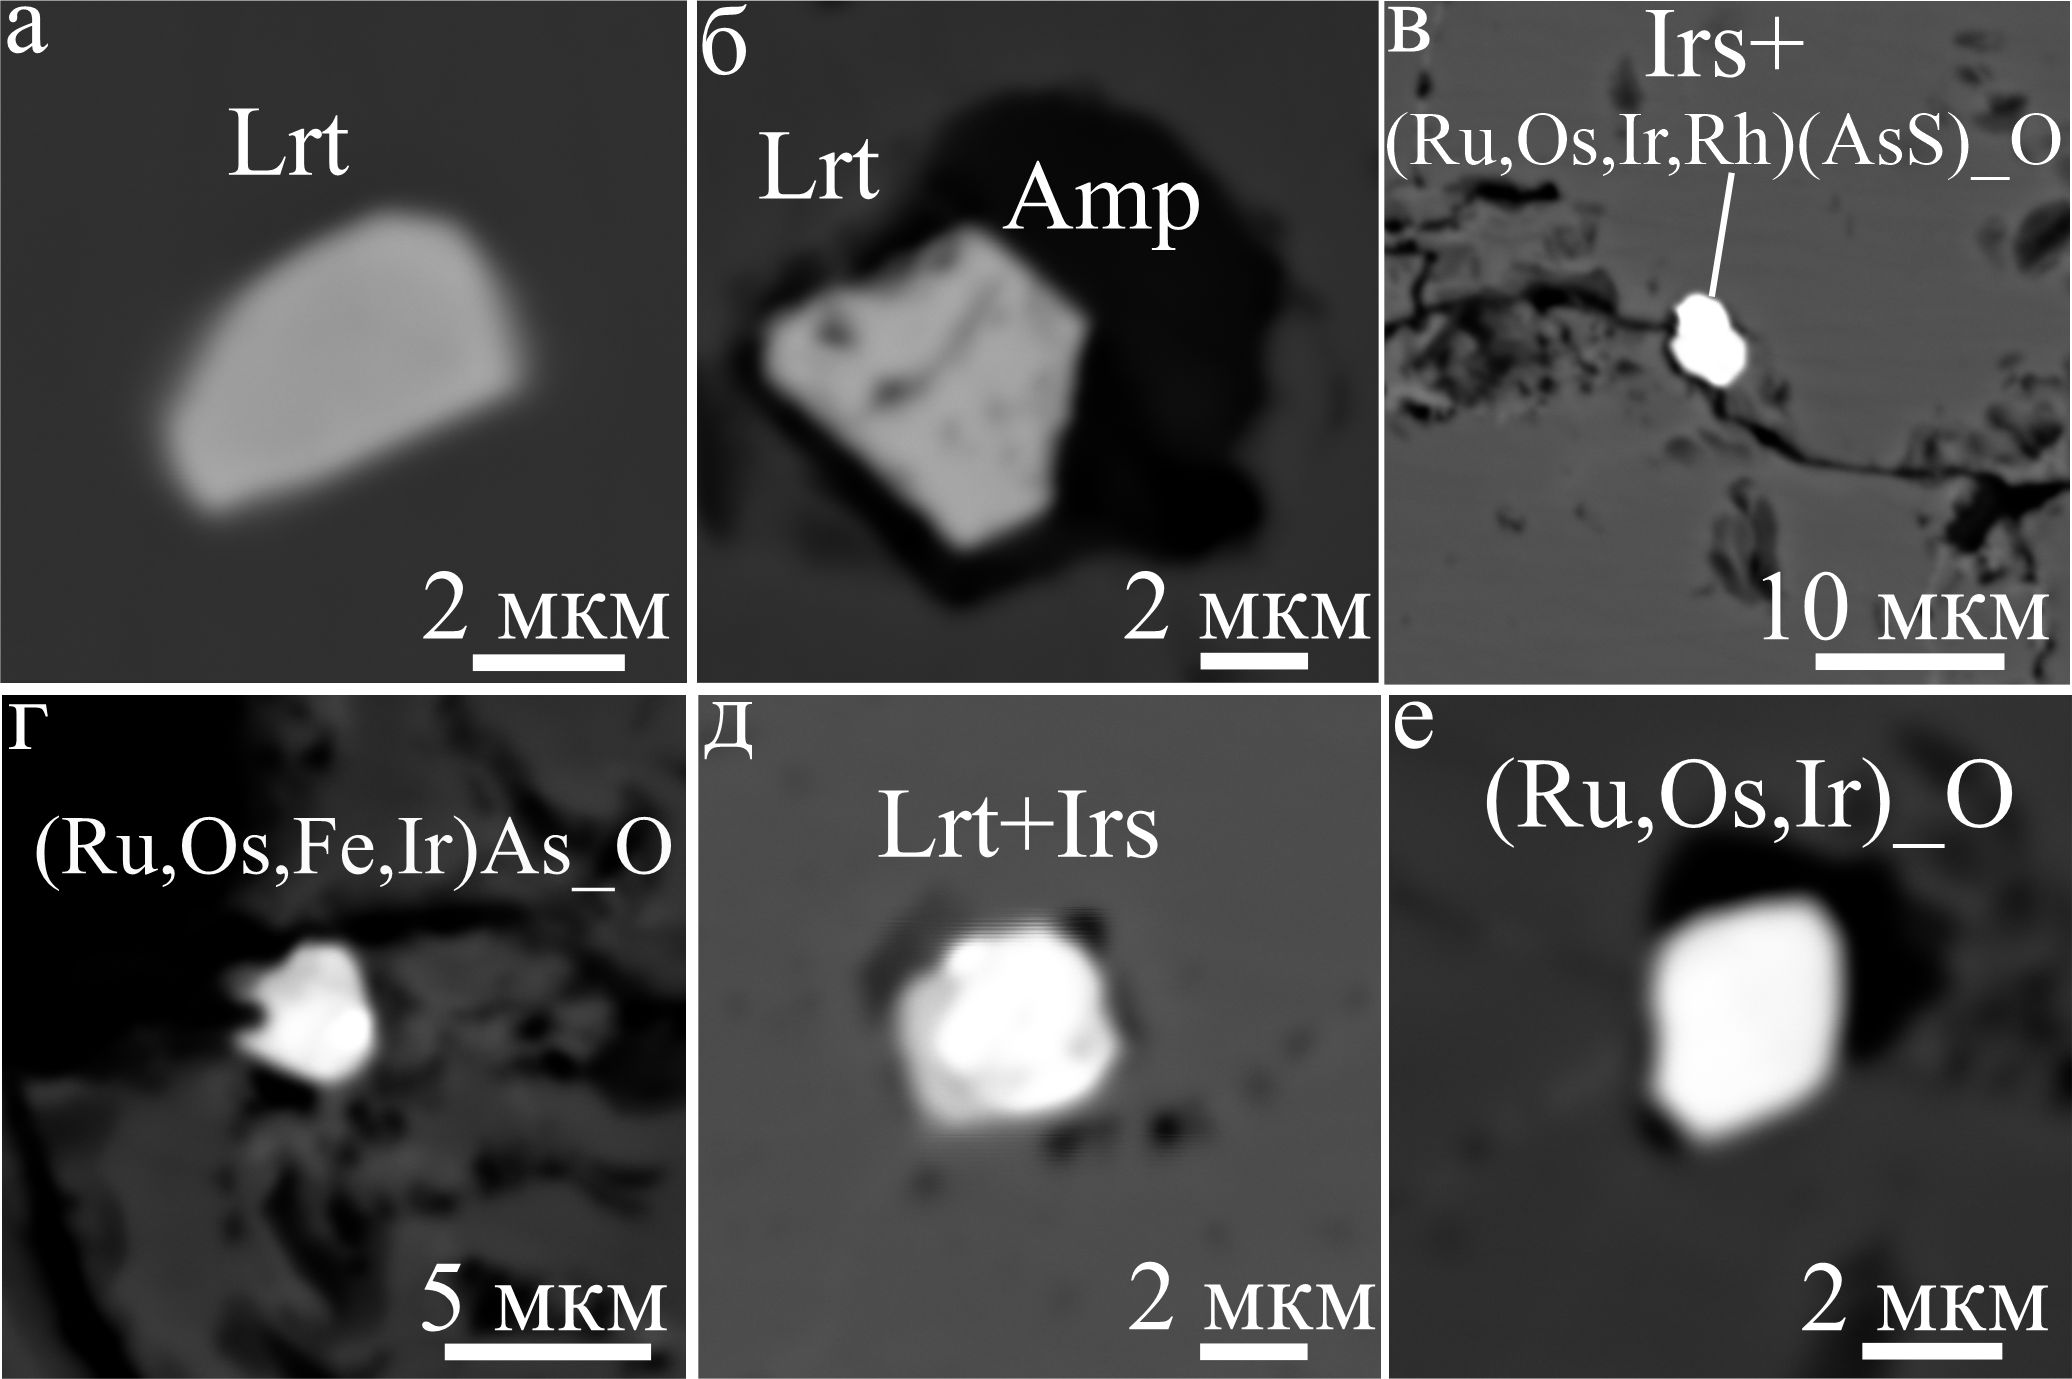 а
Lrt
2 мкм
б
Lrt
Amp
2 мкм
в
Irs+
(Ru,Os,Ir,Rh)(AsS)_O
10 мкм
г
(Ru,Os,Fe,Ir)As_O
5 мкм
д
Lrt+Irs
2 мкм
е
(Ru,Os,Ir)_O
2 мкм